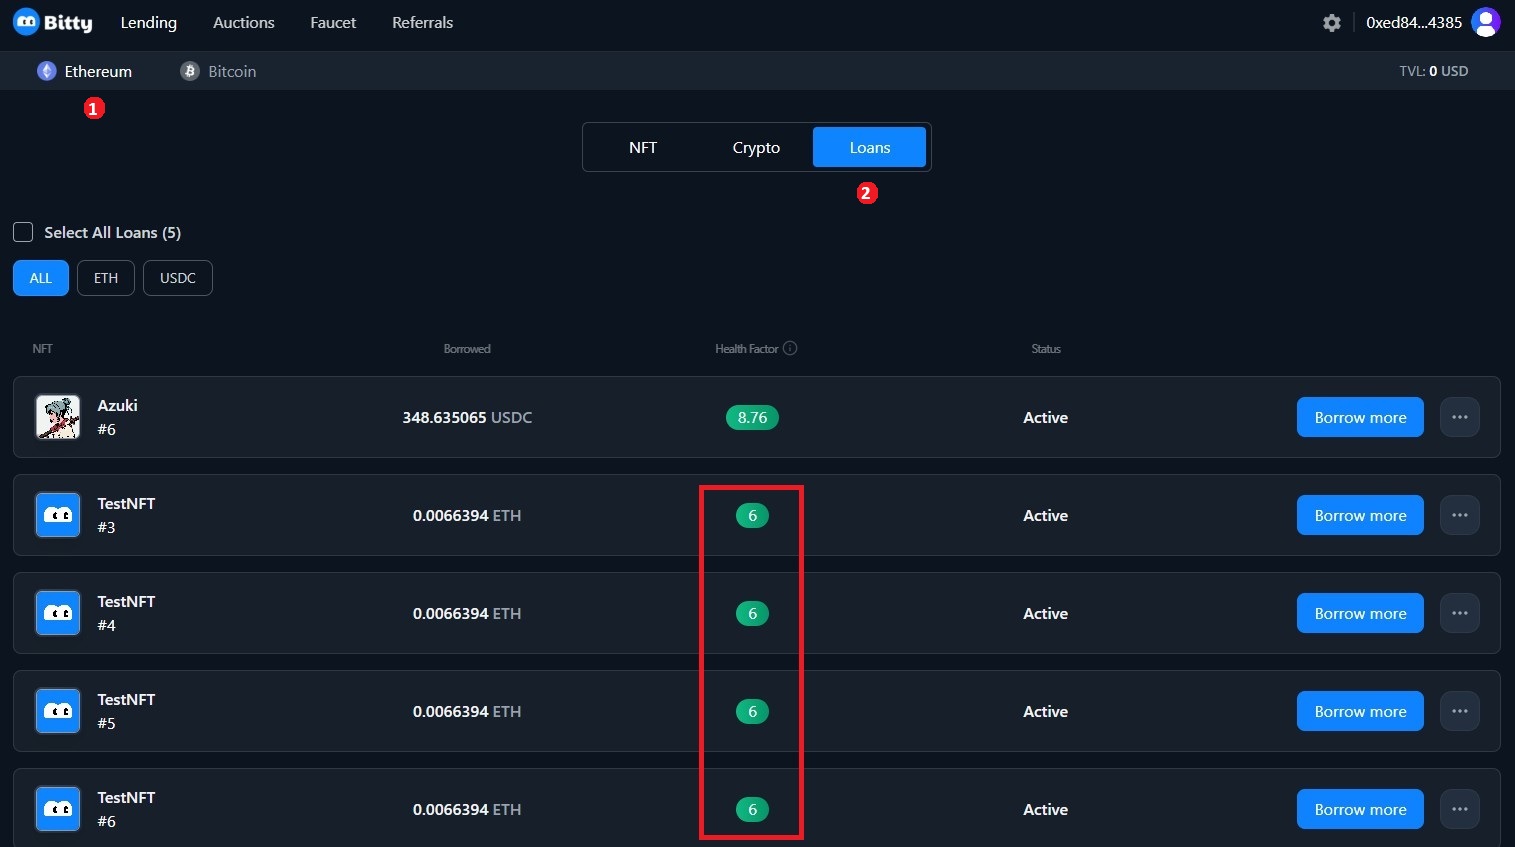 Bitty Lending Auctions Faucet Referrals 0xed84...4385
Ethereum Bitcoin TVL: 0 USD
1
NFT Crypto Loans
2
Select All Loans (5)
ALL ETH USDC
NFT Borrowed Health Factor Status
Azuki
#6
348.635065 USDC 8.76 Active Borrow more ...
TestNFT
#3
0.0066394 ETH 6 Active Borrow more ...
TestNFT
#4
0.0066394 ETH 6 Active Borrow more ...
TestNFT
#5
0.0066394 ETH 6 Active Borrow more ...
TestNFT
#6
0.0066394 ETH 6 Active Borrow more ...